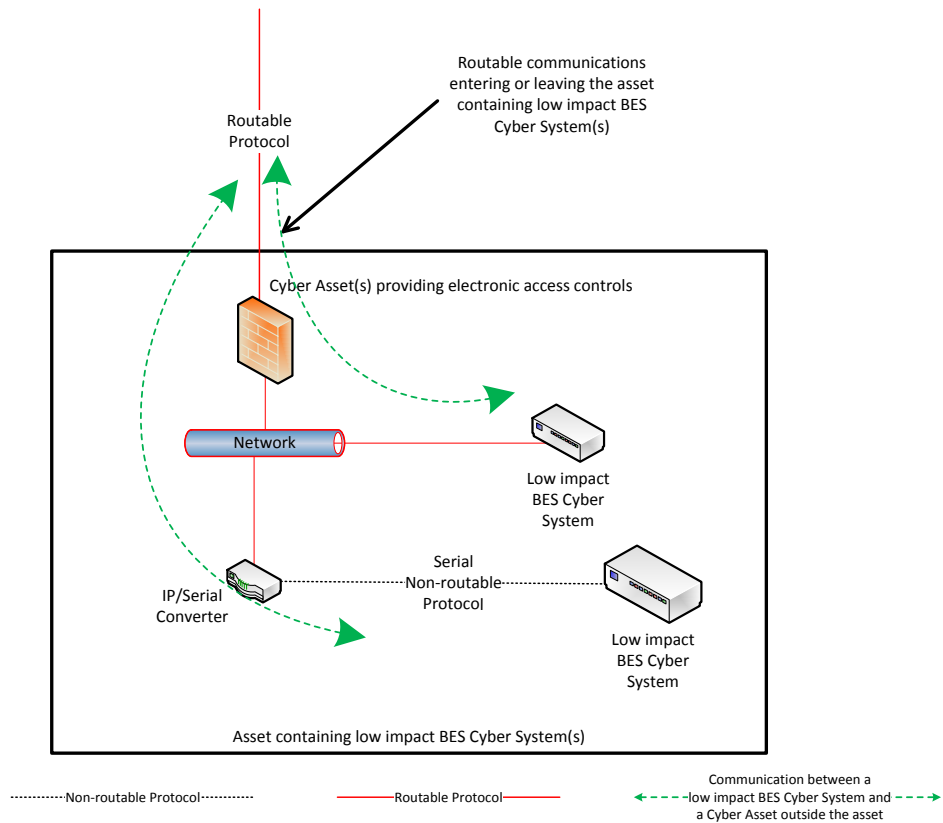 Routable communications
entering or leaving the asset
containing low impact BES
Cyber System(s)
Routable
Protocol
Cyber Asset(s) providing electronic access controls
Network
Low impact
BES Cyber
System
Serial
Non-routable
Protocol
IP/Serial
Converter
Low impact
BES Cyber
System
Asset containing low impact BES Cyber System(s)
Non-routable Protocol
Routable Protocol
Communication between a
low impact BES Cyber System and
a Cyber Asset outside the asset